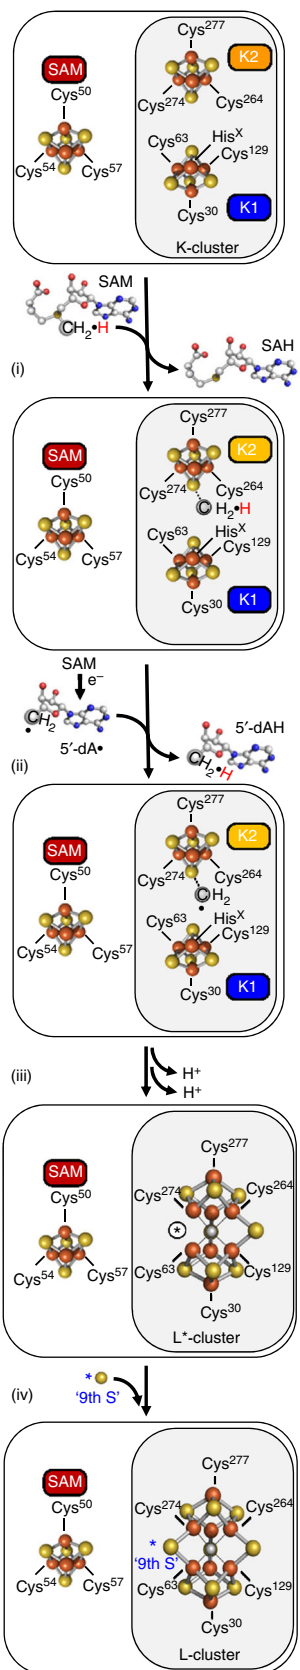 Cys277
SAM
K2
Cys50
Cys274
Cys264
Cys63
HisX
Cys129
Cys54
Cys57
K1
Cys30
K-cluster
SAM
CH2•H
SAH
(i)
Cys277
SAM
K2
Cys50
Cys274
Cys264
CH2•H
Cys63
HisX
Cys129
Cys54
Cys57
K1
Cys30
SAM
e–
CH2
•
5′-dA•
5′-dAH
CH2•H
(ii)
Cys277
SAM
K2
Cys50
Cys274
Cys264
CH2
•
Cys63
HisX
Cys129
Cys54
Cys57
K1
Cys30
(iii)
H+
H+
Cys277
SAM
Cys50
Cys274
Cys264
*
Cys54
Cys57
Cys63
Cys129
Cys30
L*-cluster
(iv)
*
‘9th S’
Cys277
SAM
Cys50
Cys274
Cys264
*
‘9th S’
Cys54
Cys57
Cys63
Cys129
Cys30
L-cluster